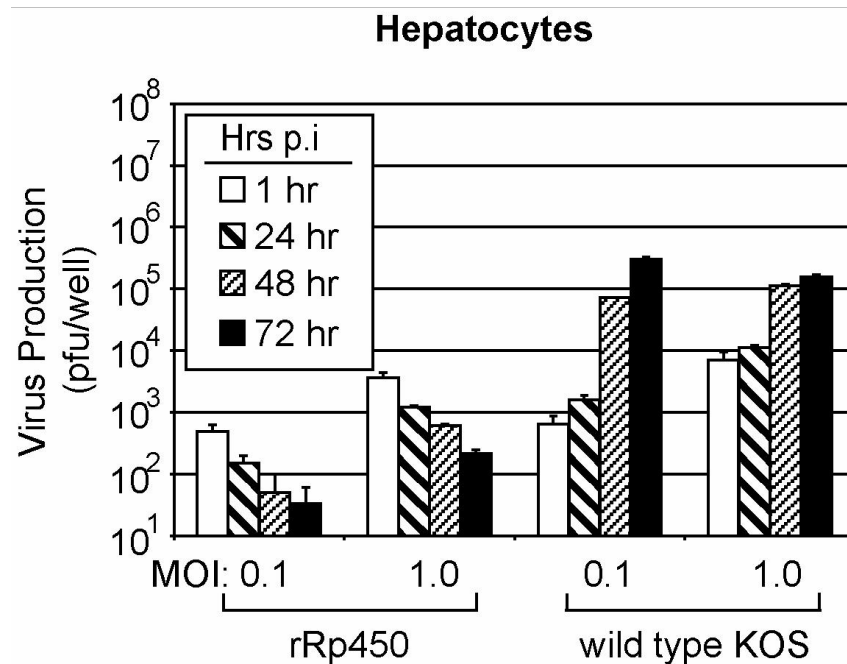 Hepatocytes
Virus Production
(pfu/well)
10^8
10^7
10^6
10^5
10^4
10^3
10^2
10^1
Hrs p.i
1 hr
24 hr
48 hr
72 hr
MOI: 0.1 1.0 0.1 1.0
rRp450 wild type KOS